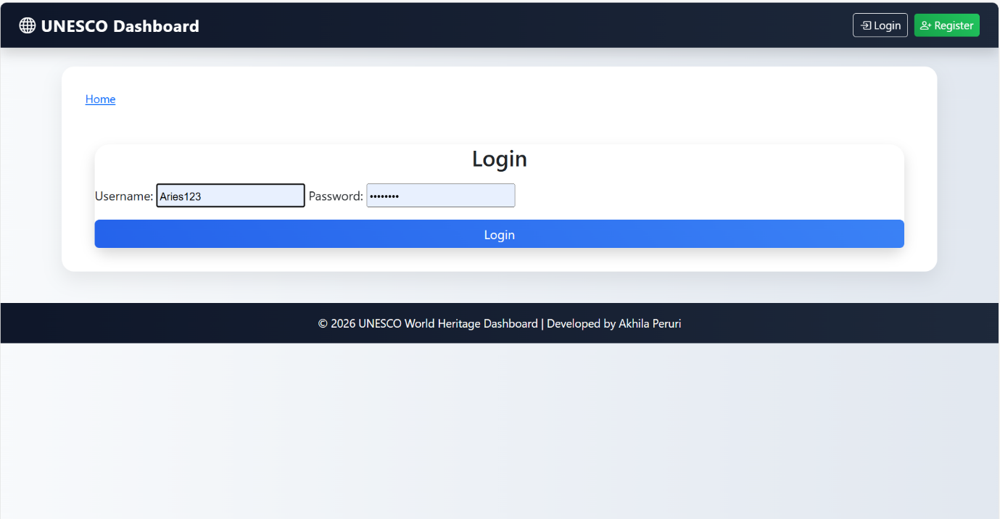 UNESCO Dashboard Login Register
Home
Login
Username: Aries123 Password: ••••••••
Login
© 2026 UNESCO World Heritage Dashboard | Developed by Akhila Peruri